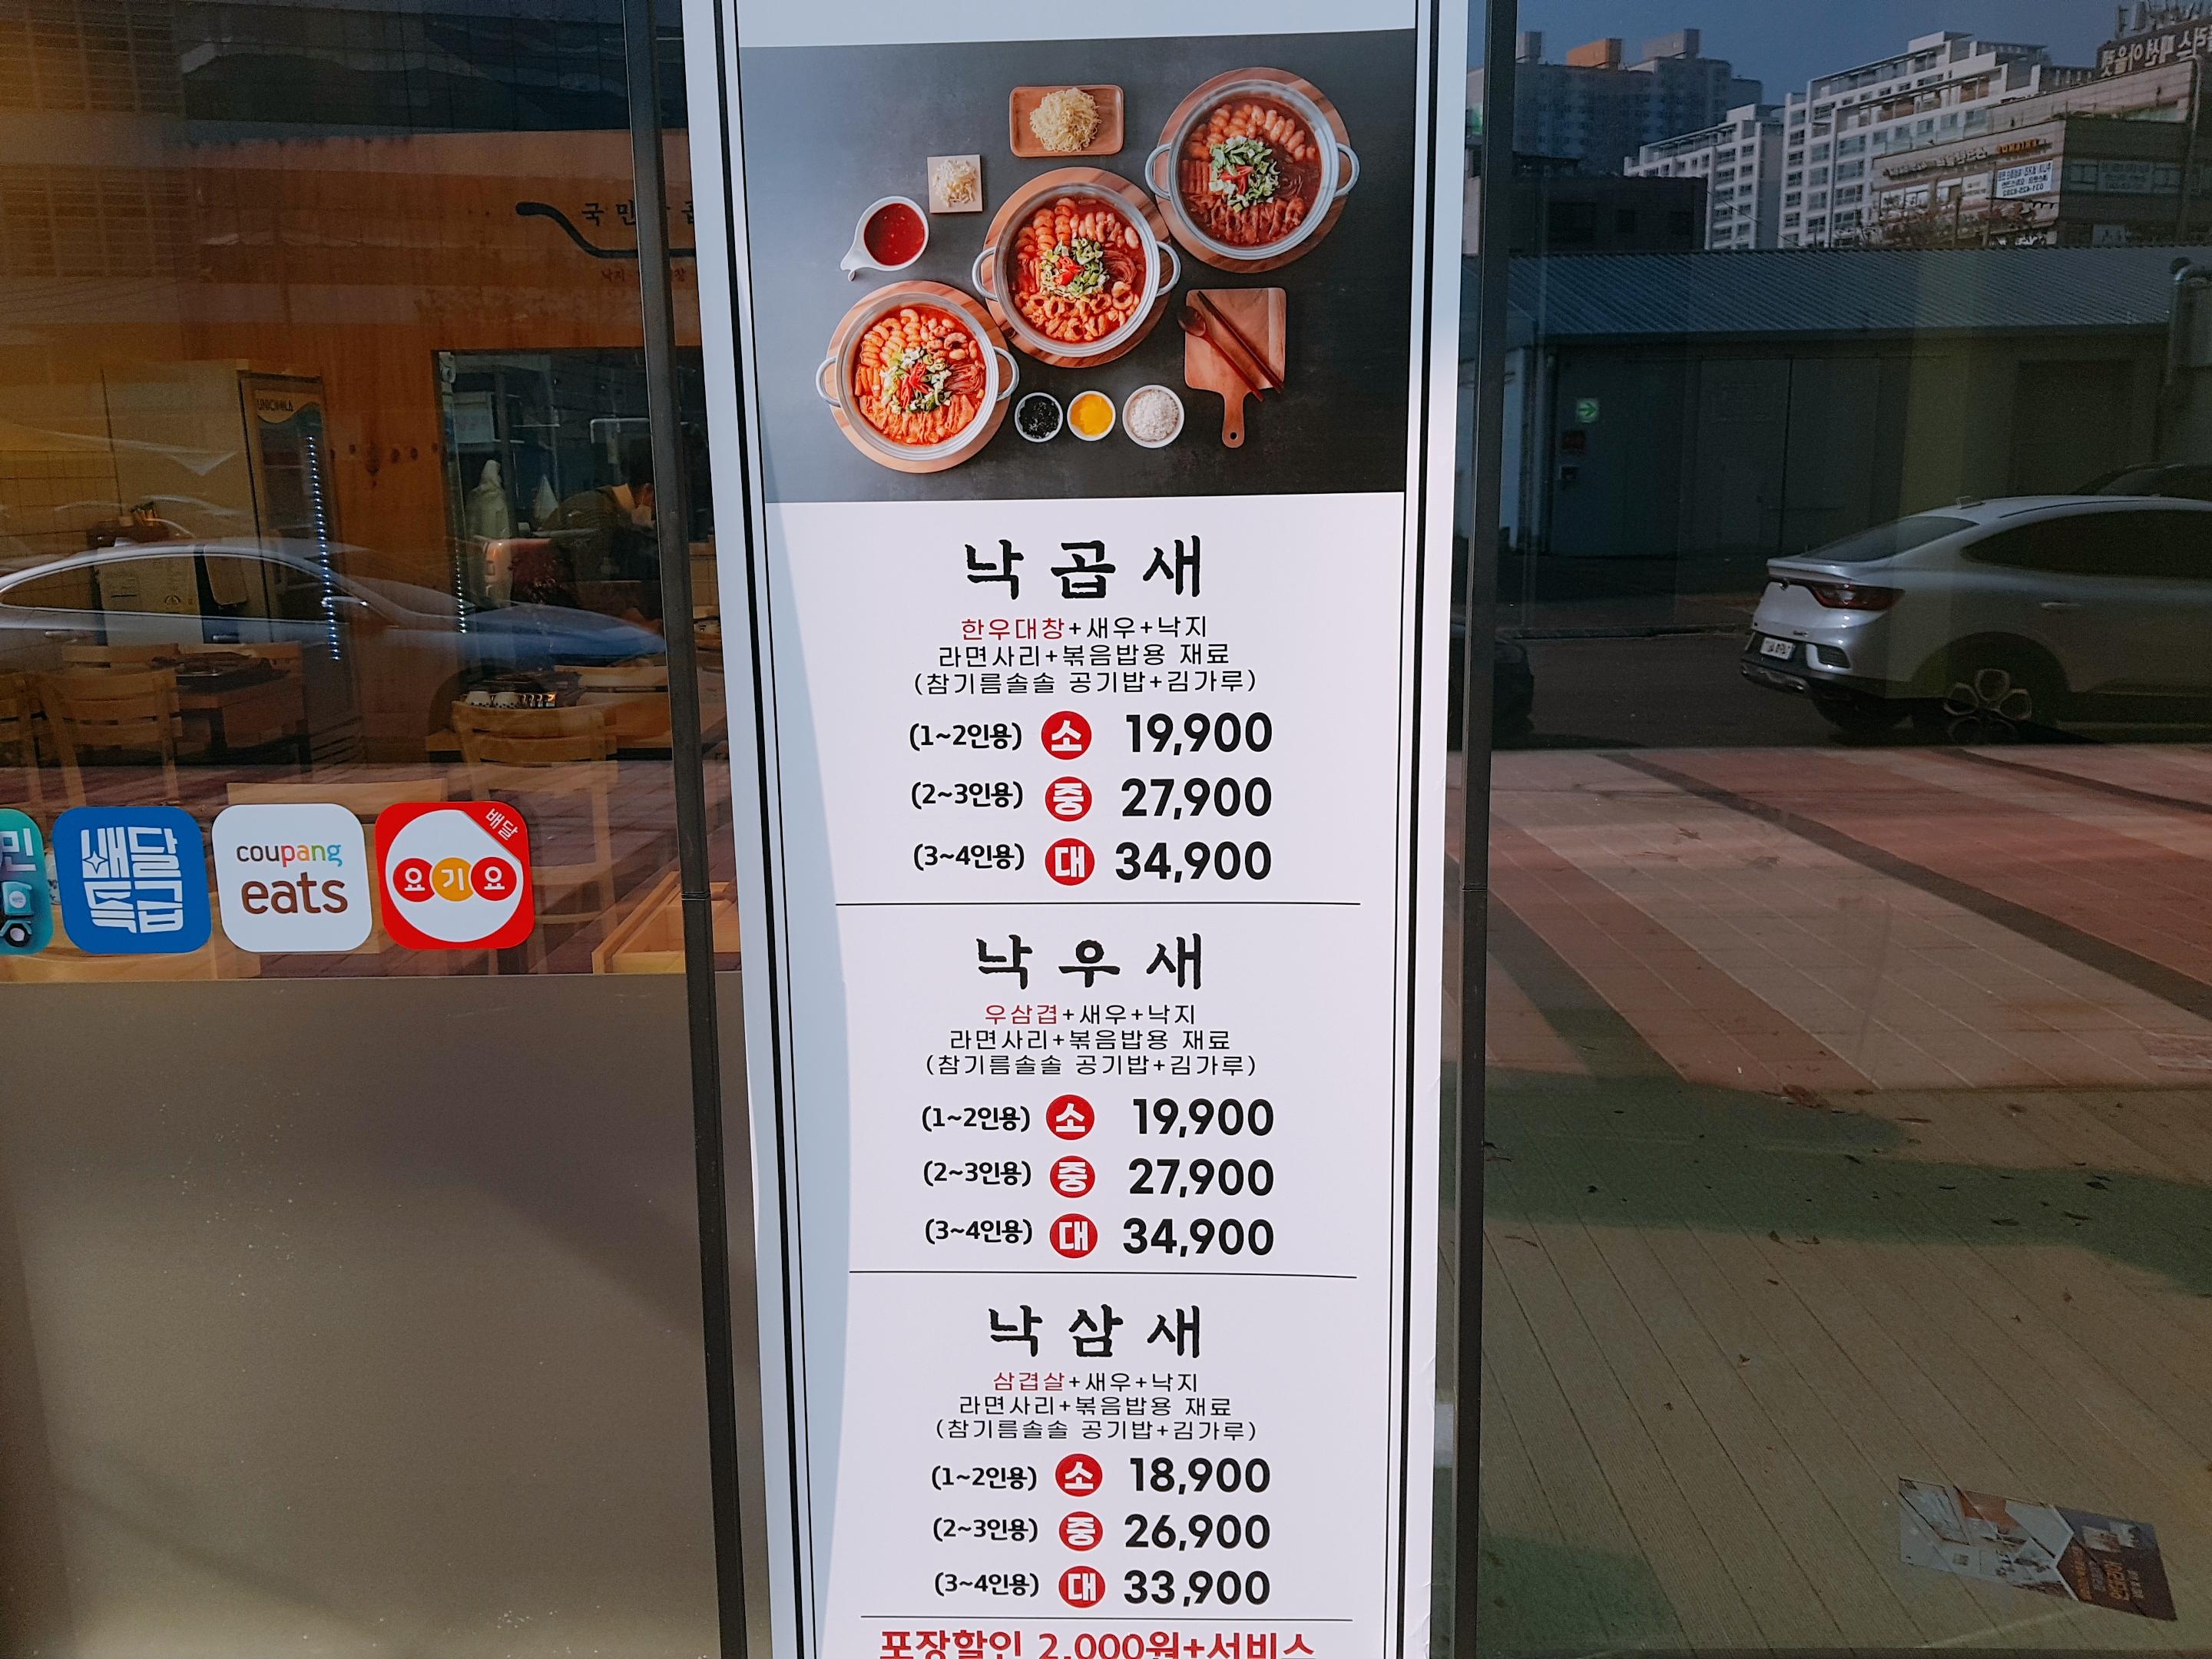 낙곱새
한우대창+새우+낙지
라면사리+볶음밥용 재료
(참기름솔솔 공기밥+김가루)
(1~2인용) 소 19,900
(2~3인용) 중 27,900
(3~4인용) 대 34,900
낙우새
우삼겹+새우+낙지
라면사리+볶음밥용 재료
(참기름솔솔 공기밥+김가루)
(1~2인용) 소 19,900
(2~3인용) 중 27,900
(3~4인용) 대 34,900
낙삼새
삼겹살+새우+낙지
라면사리+볶음밥용 재료
(참기름솔솔 공기밥+김가루)
(1~2인용) 소 18,900
(2~3인용) 중 26,900
(3~4인용) 대 33,900
포장할인 2,000원+서비스
민
배달특급
coupang
eats
배달
요기요
국민
낙지